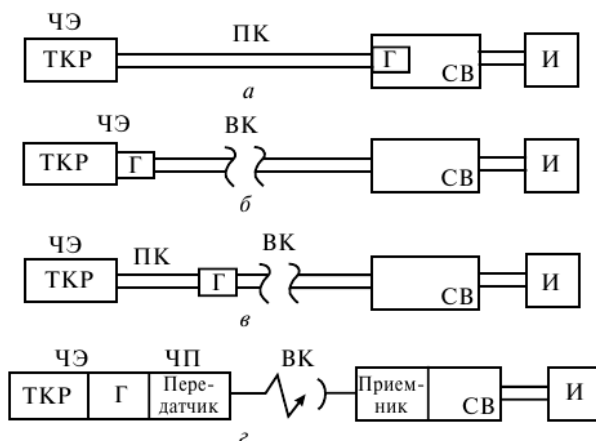 ЧЭ
ПК
ТКР
Г
СВ
И
а
ЧЭ
ВК
ТКР
Г
СВ
И
б
ЧЭ
ПК
ВК
ТКР
Г
СВ
И
в
ЧЭ
ЧП
ВК
ТКР
Г
Пере-
датчик
Прием-
ник
СВ
И
г